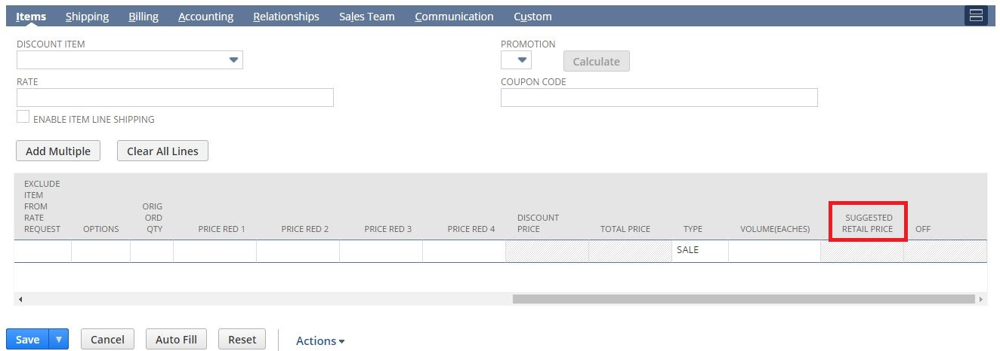 Items Shipping Billing Accounting Relationships Sales Team Communication Custom
DISCOUNT ITEM
PROMOTION
Calculate
RATE
COUPON CODE
ENABLE ITEM LINE SHIPPING
Add Multiple Clear All Lines
EXCLUDE
ITEM
FROM
RATE
REQUEST
OPTIONS
ORIG
ORD
QTY
PRICE RED 1
PRICE RED 2
PRICE RED 3
PRICE RED 4
DISCOUNT
PRICE
TOTAL PRICE
TYPE
VOLUME(EACHES)
SUGGESTED
RETAIL PRICE
OFF
SALE
Save Cancel Auto Fill Reset Actions